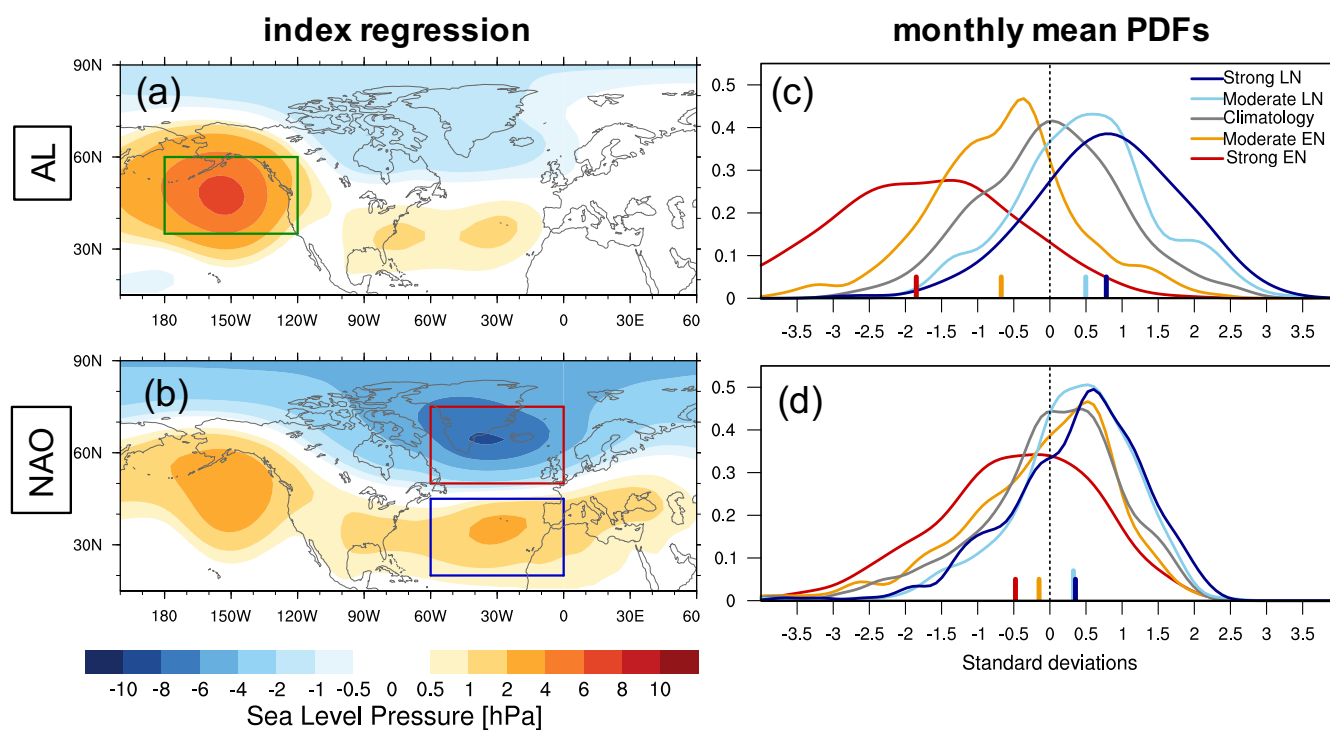 index regression
monthly mean PDFs
AL
(a)
90N
60N
30N
180 150W 120W 90W 60W 30W 0 30E 60
(c)
0.5
0.4
0.3
0.2
0.1
0
Strong LN
Moderate LN
Climatology
Moderate EN
Strong EN
-3.5 -3 -2.5 -2 -1.5 -1 -0.5 0 0.5 1 1.5 2 2.5 3 3.5
NAO
(b)
90N
60N
30N
180 150W 120W 90W 60W 30W 0 30E 60
(d)
0.5
0.4
0.3
0.2
0.1
0
-3.5 -3 -2.5 -2 -1.5 -1 -0.5 0 0.5 1 1.5 2 2.5 3 3.5
Standard deviations
-10 -8 -6 -4 -2 -1 -0.5 0 0.5 1 2 4 6 8 10
Sea Level Pressure [hPa]